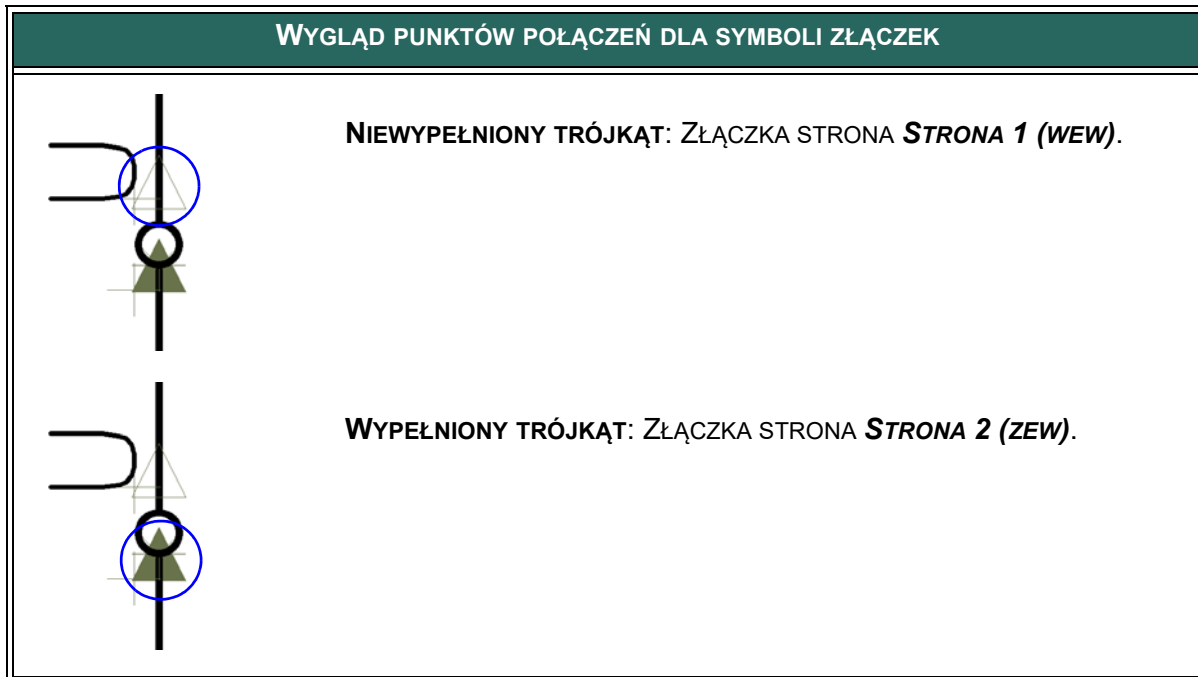 WYGLĄD PUNKTÓW POŁĄCZEŃ DLA SYMBOLI ZŁĄCZEK
NIEWYPEŁNIONY TRÓJKĄT: ZŁĄCZKA STRONA STRONA 1 (WEW).
WYPEŁNIONY TRÓJKĄT: ZŁĄCZKA STRONA STRONA 2 (ZEW).